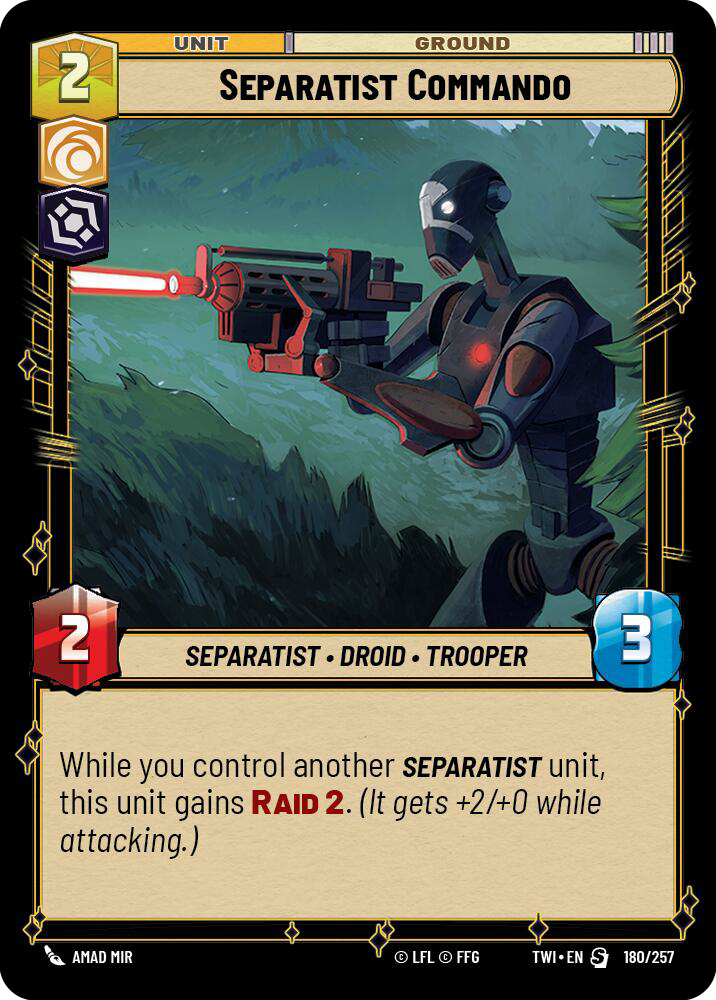 UNIT
GROUND
2
SEPARATIST COMMANDO
2
3
SEPARATIST • DROID • TROOPER
While you control another SEPARATIST unit,
this unit gains RAID 2. (It gets +2/+0 while
attacking.)
AMAD MIR
© LFL © FFG
TWI • EN
180/257